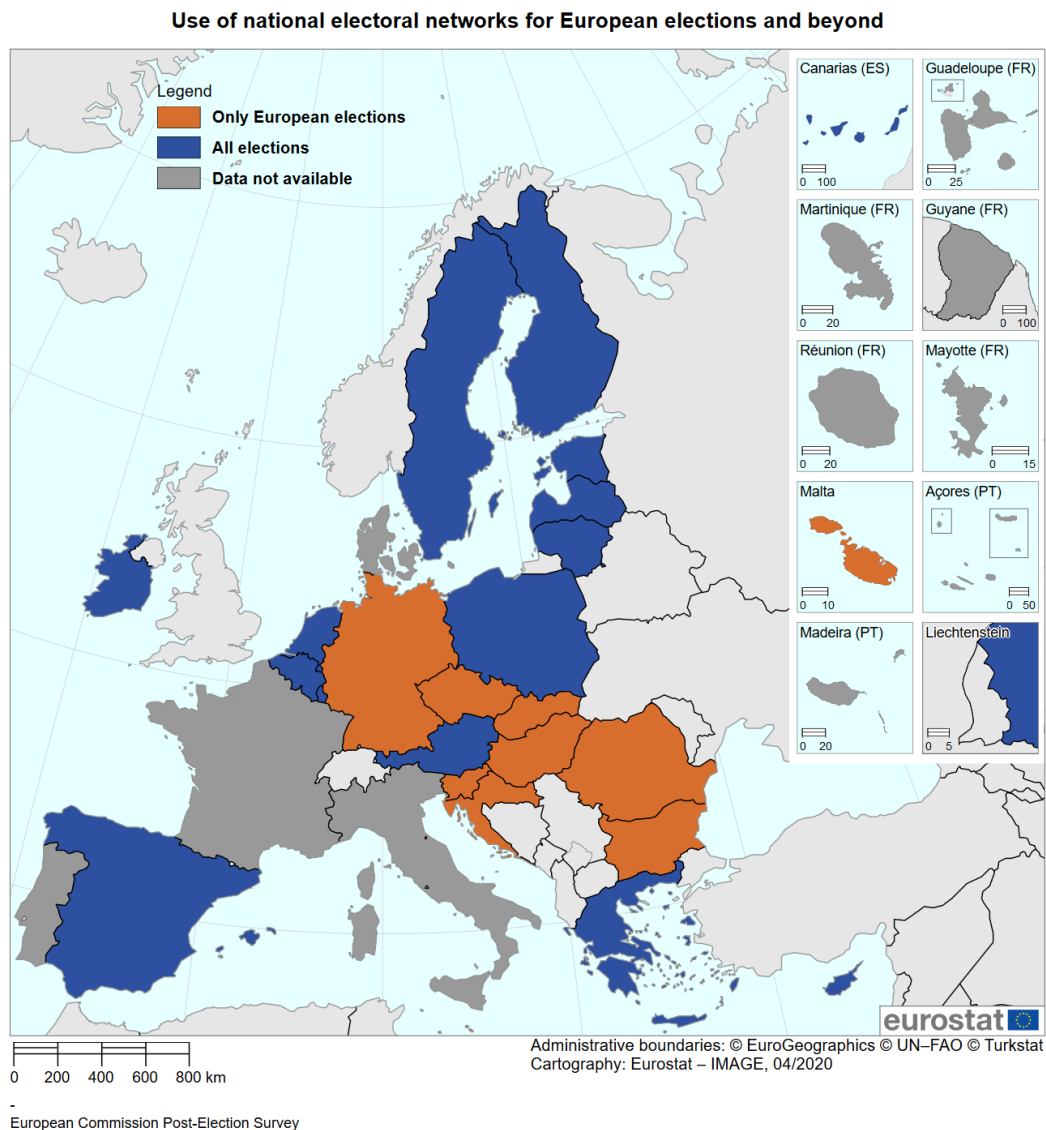 Use of national electoral networks for European elections and beyond
Legend
Only European elections
All elections
Data not available
Canarias (ES)
0 100
Guadeloupe (FR)
0 25
Martinique (FR)
0 20
Guyane (FR)
0 100
Réunion (FR)
0 20
Mayotte (FR)
0 15
Malta
0 10
Açores (PT)
0 50
Madeira (PT)
0 20
Liechtenstein
0 5
eurostat
Administrative boundaries: © EuroGeographics © UN–FAO © Turkstat
Cartography: Eurostat – IMAGE, 04/2020
0 200 400 600 800 km
-
European Commission Post-Election Survey